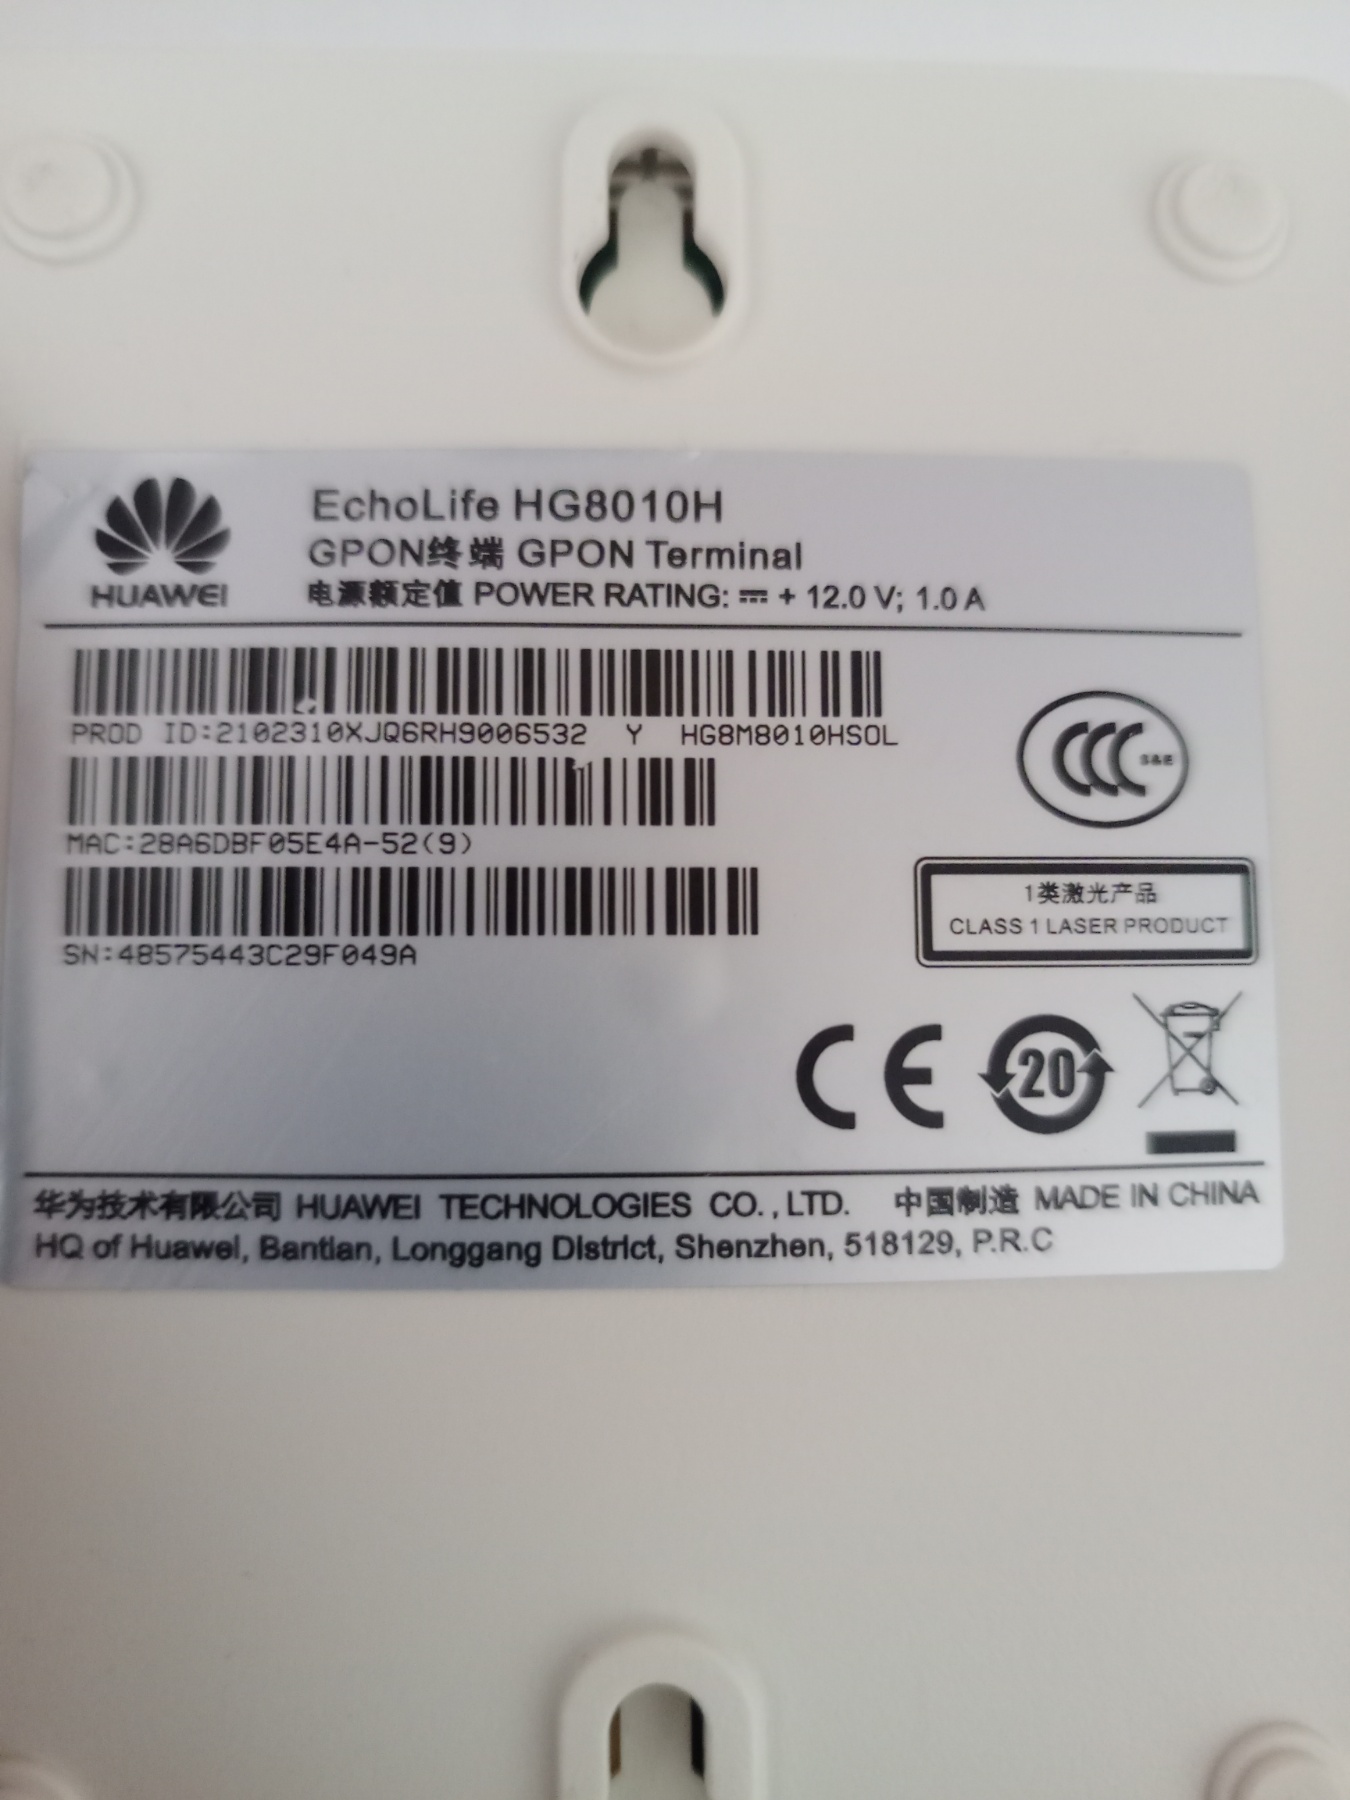 HUAWEI
EchoLife HG8010H
GPON终端 GPON Terminal
电源额定值 POWER RATING: ⎓ + 12.0 V; 1.0 A
PROD ID:2102310XJQ6RH9006532 Y HG8M8010HSOL
MAC:28A6DBF05E4A-52(9)
SN:48575443C29F049A
CCC S&E
1类激光产品
CLASS 1 LASER PRODUCT
CE 20
华为技术有限公司 HUAWEI TECHNOLOGIES CO.,LTD. 中国制造 MADE IN CHINA
HQ of Huawei, Bantian, Longgang District, Shenzhen, 518129, P.R.C